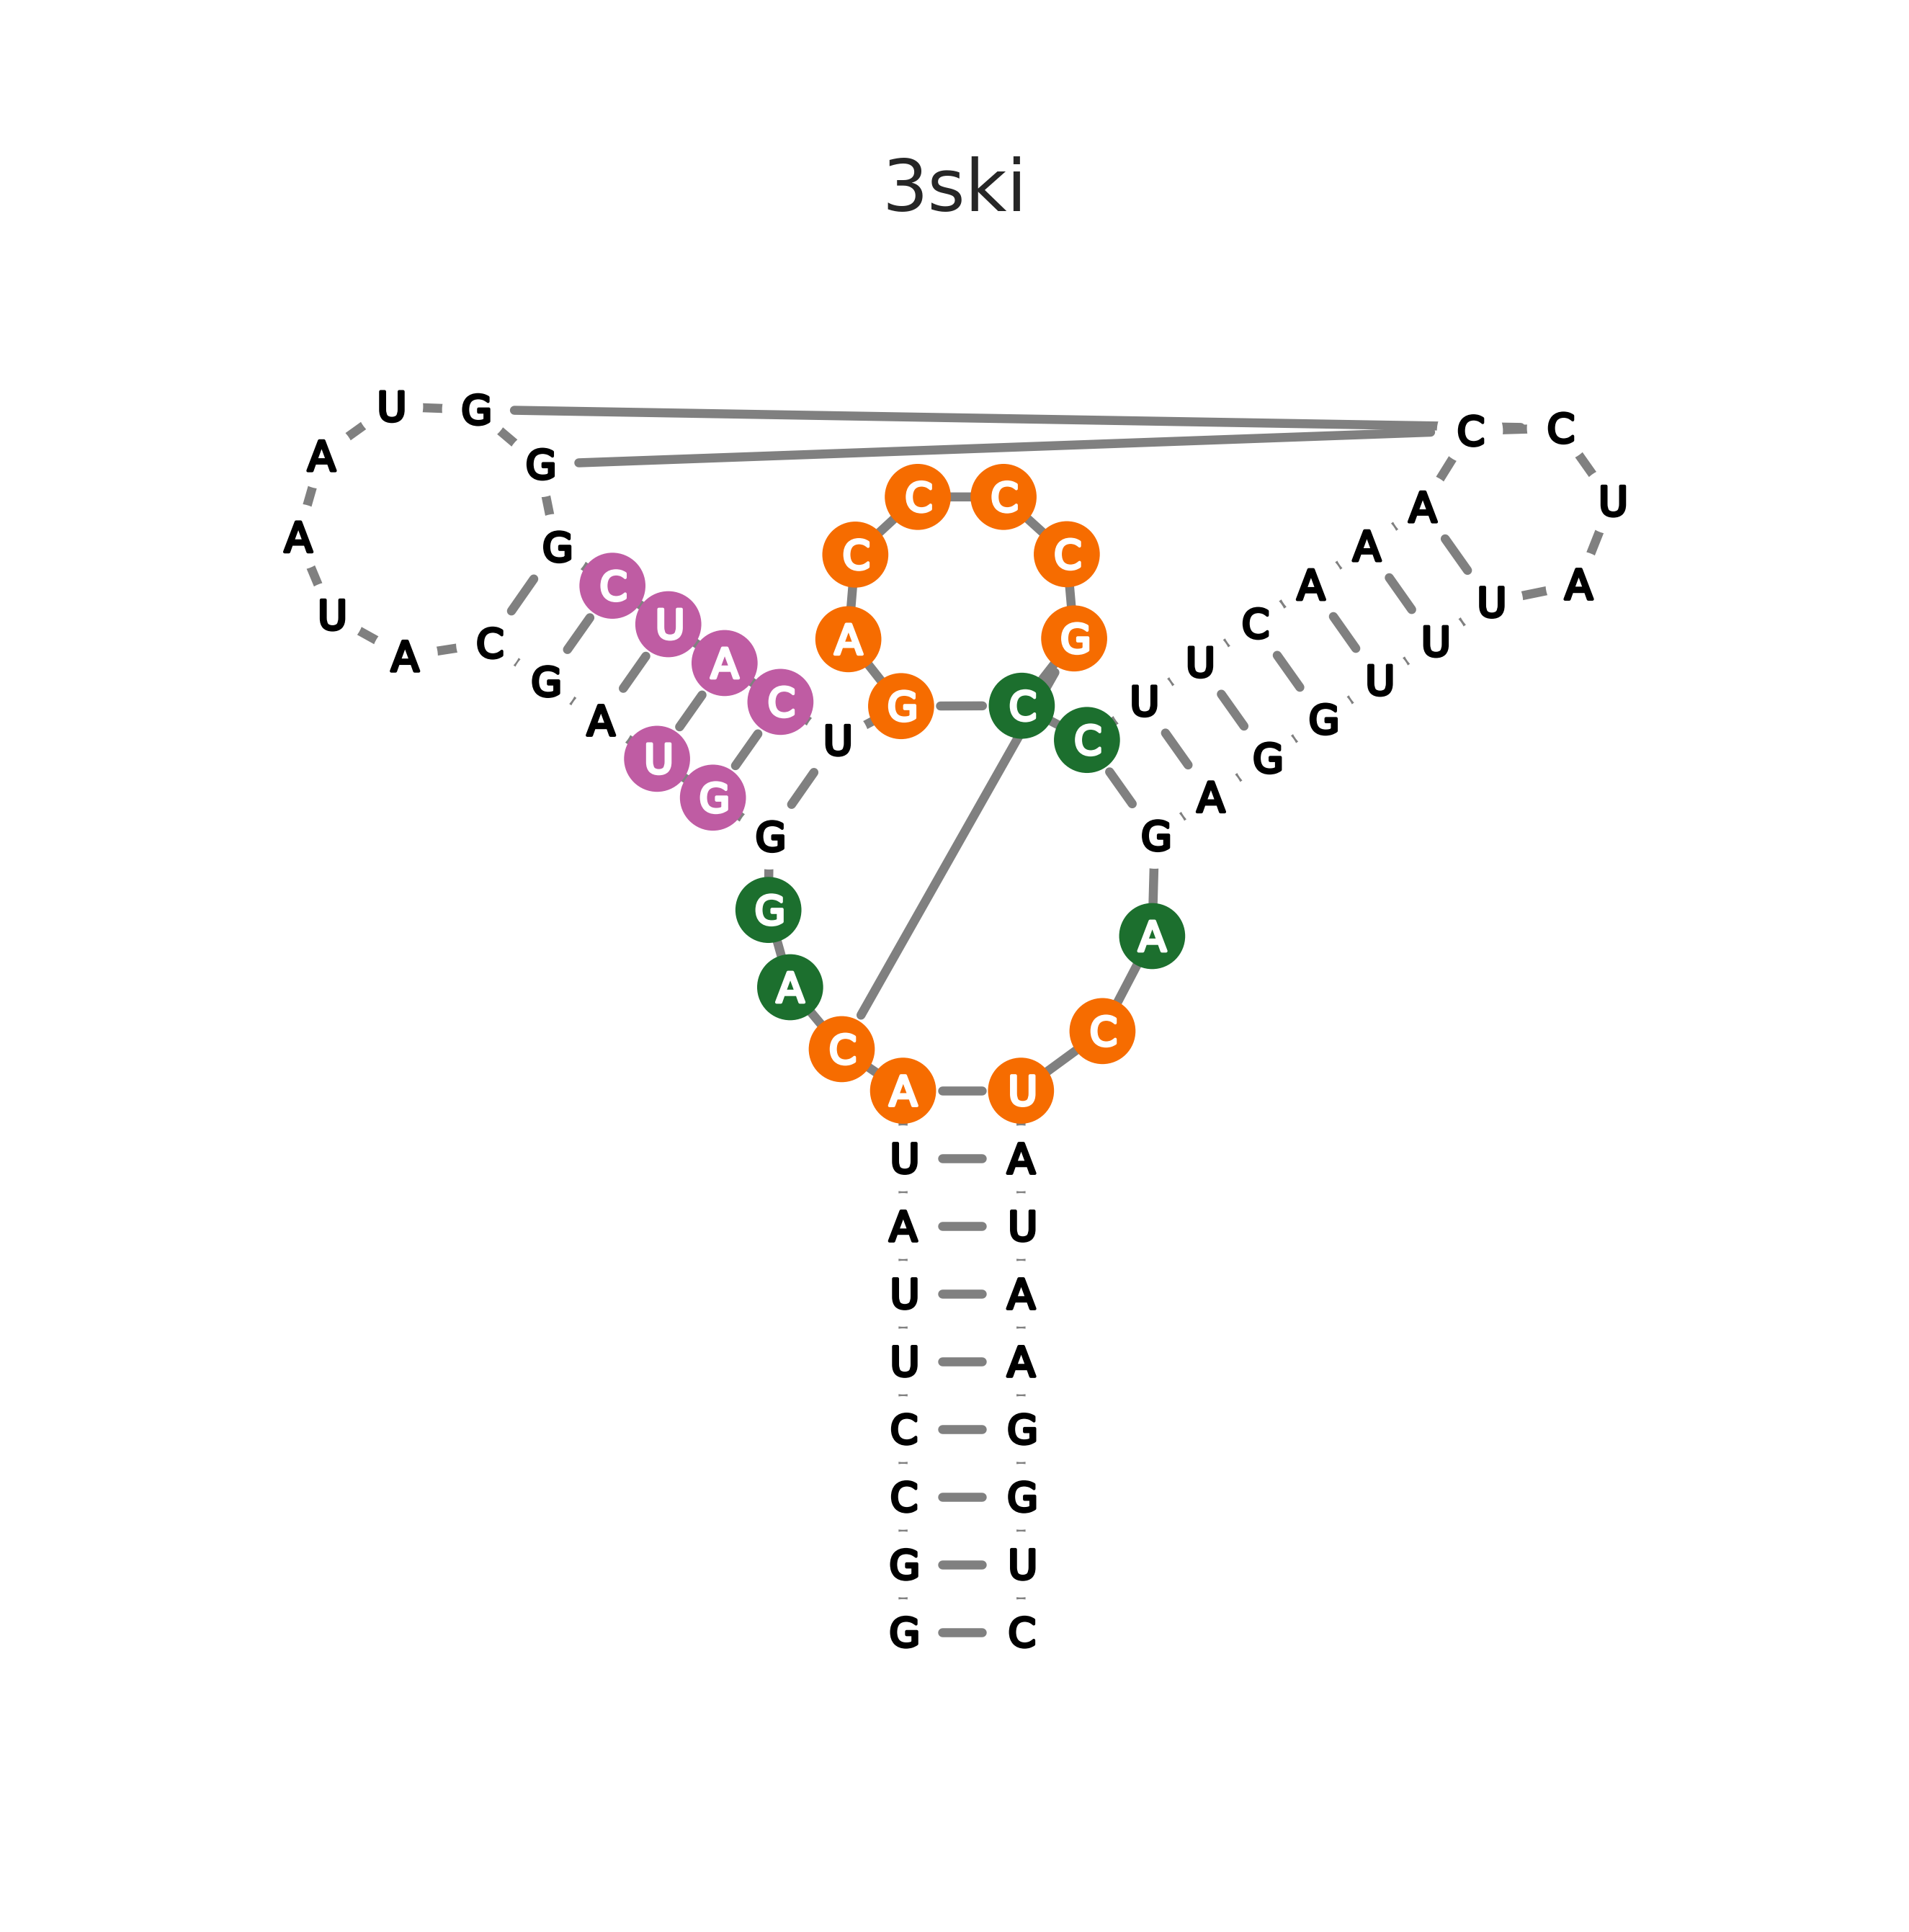 3ski
U G C C
A G C C A U
A G C C A
C A A
U U C U
C A G U
A A U
G C G C U U
A U C G
U G
G A
G G
G A
A
C C
A U
U A
A U
U A
U A
C G
C G
G U
G C